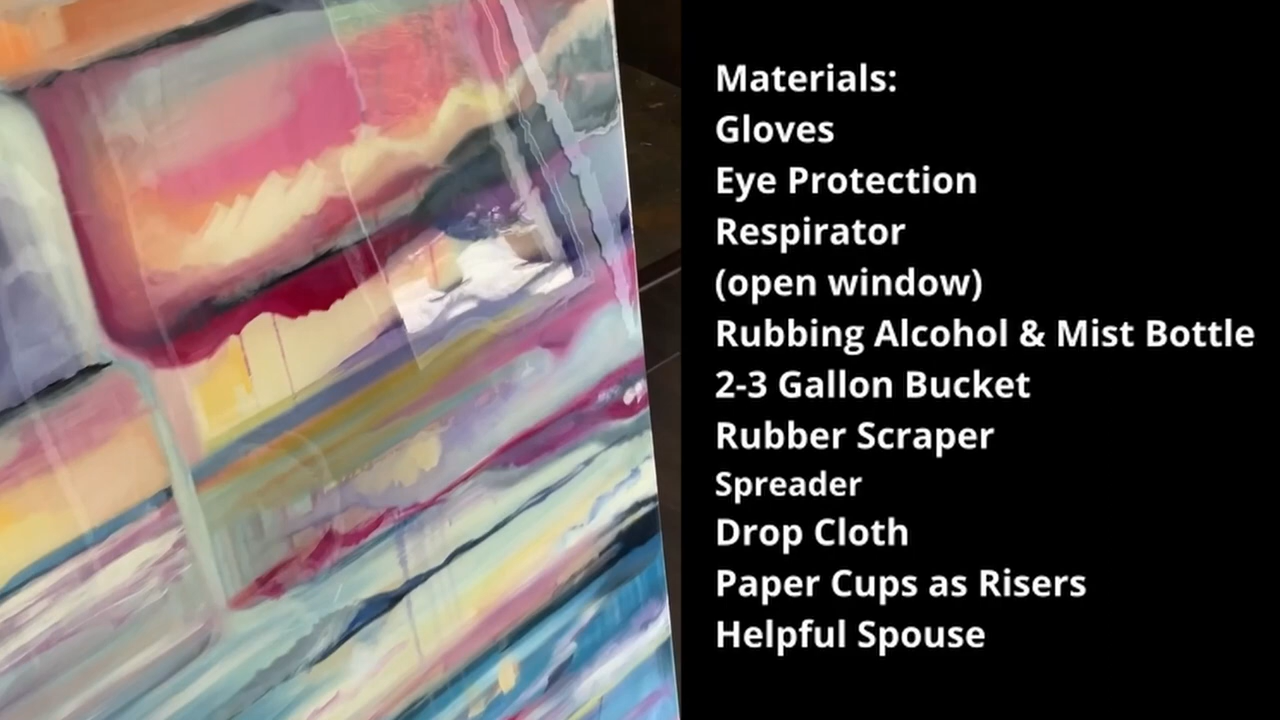 Materials:
Gloves
Eye Protection
Respirator
(open window)
Rubbing Alcohol & Mist Bottle
2-3 Gallon Bucket
Rubber Scraper
Spreader
Drop Cloth
Paper Cups as Risers
Helpful Spouse